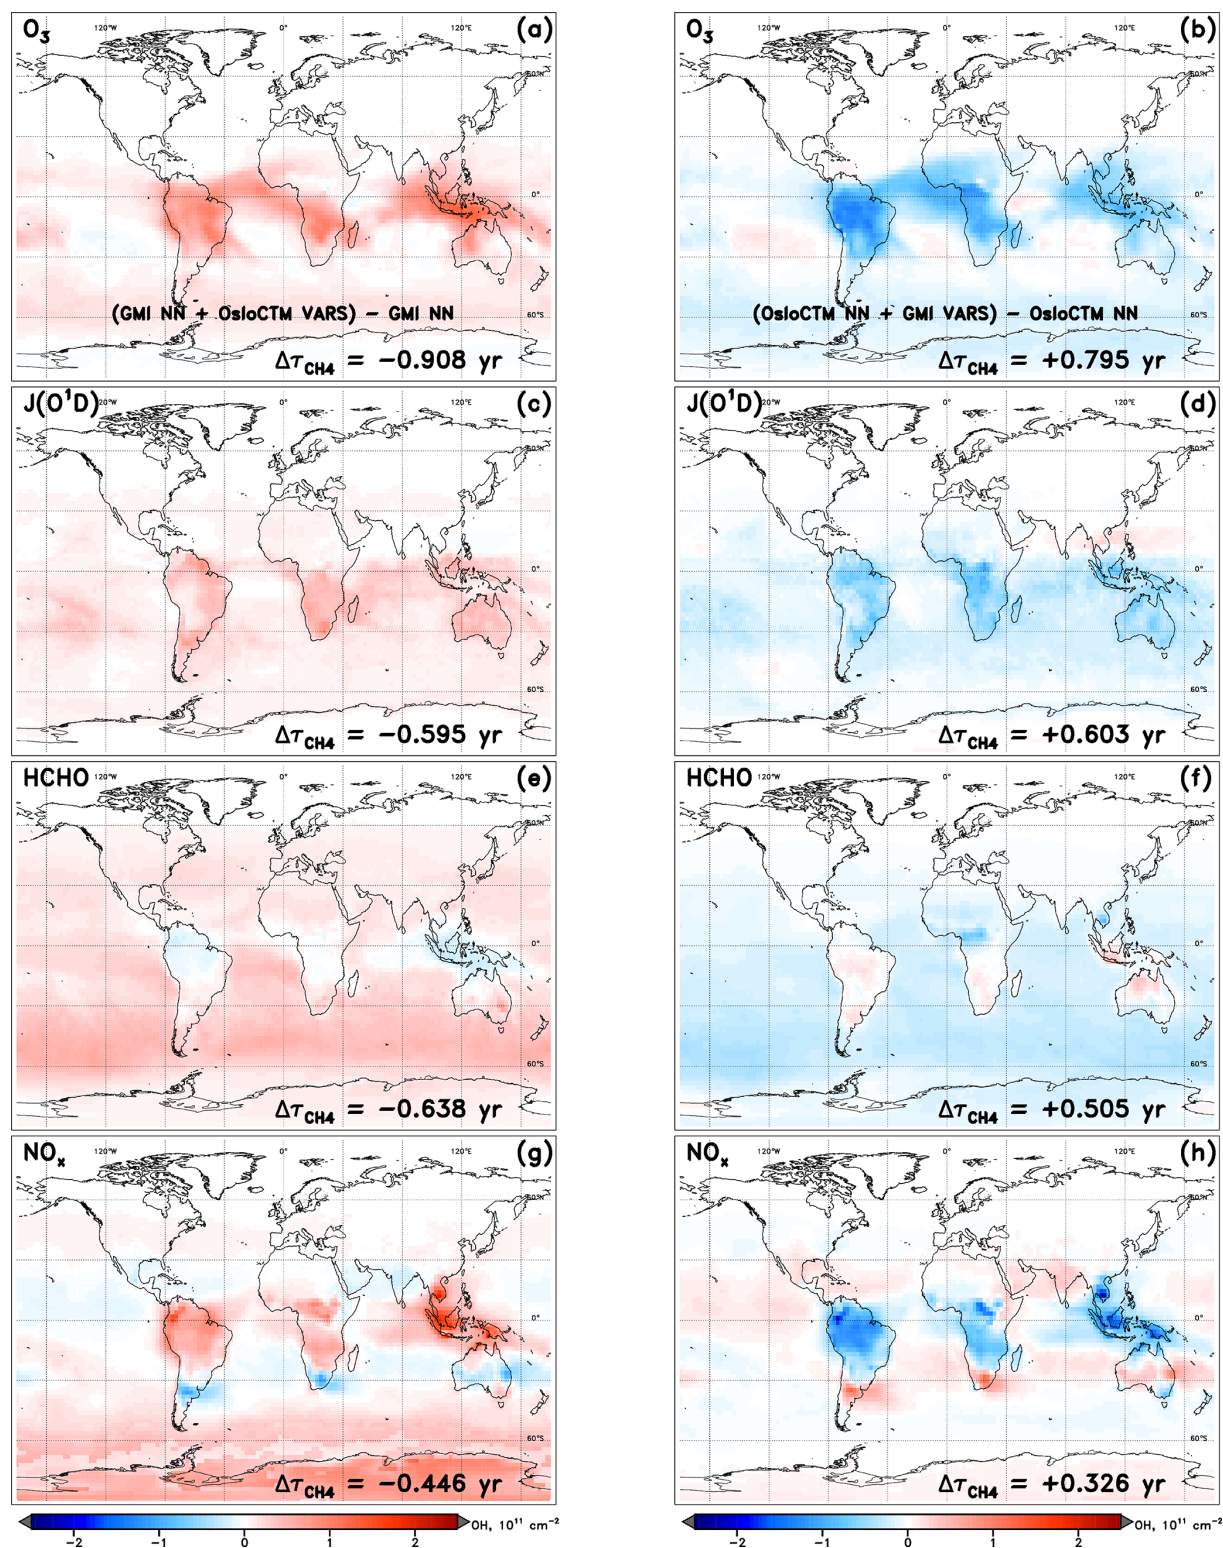 O3 120°W 0° 120°E (a)
60°N
0°
(GMI NN + OsloCTM VARS) – GMI NN
60°S
ΔτCH4 = –0.908 yr
O3 120°W 0° 120°E (b)
60°N
0°
(OsloCTM NN + GMI VARS) – OsloCTM NN
60°S
ΔτCH4 = +0.795 yr
J(O¹D) 20°W 0° 120°E (c)
60°N
0°
60°S
ΔτCH4 = –0.595 yr
J(O¹D) 20°W 0° 120°E (d)
60°N
0°
60°S
ΔτCH4 = +0.603 yr
HCHO 120°W 0° 120°E (e)
60°N
0°
60°S
ΔτCH4 = –0.638 yr
HCHO 120°W 0° 120°E (f)
60°N
0°
60°S
ΔτCH4 = +0.505 yr
NOx 120°W 0° 120°E (g)
60°N
0°
60°S
ΔτCH4 = –0.446 yr
NOx 120°W 0° 120°E (h)
60°N
0°
60°S
ΔτCH4 = +0.326 yr
–2 –1 0 1 2 OH, 10¹¹ cm⁻²
–2 –1 0 1 2 OH, 10¹¹ cm⁻²